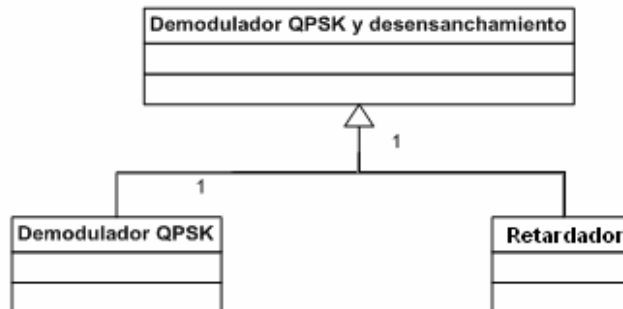 Demodulador QPSK y desensanchamiento
1
1
Demodulador QPSK
Retardador